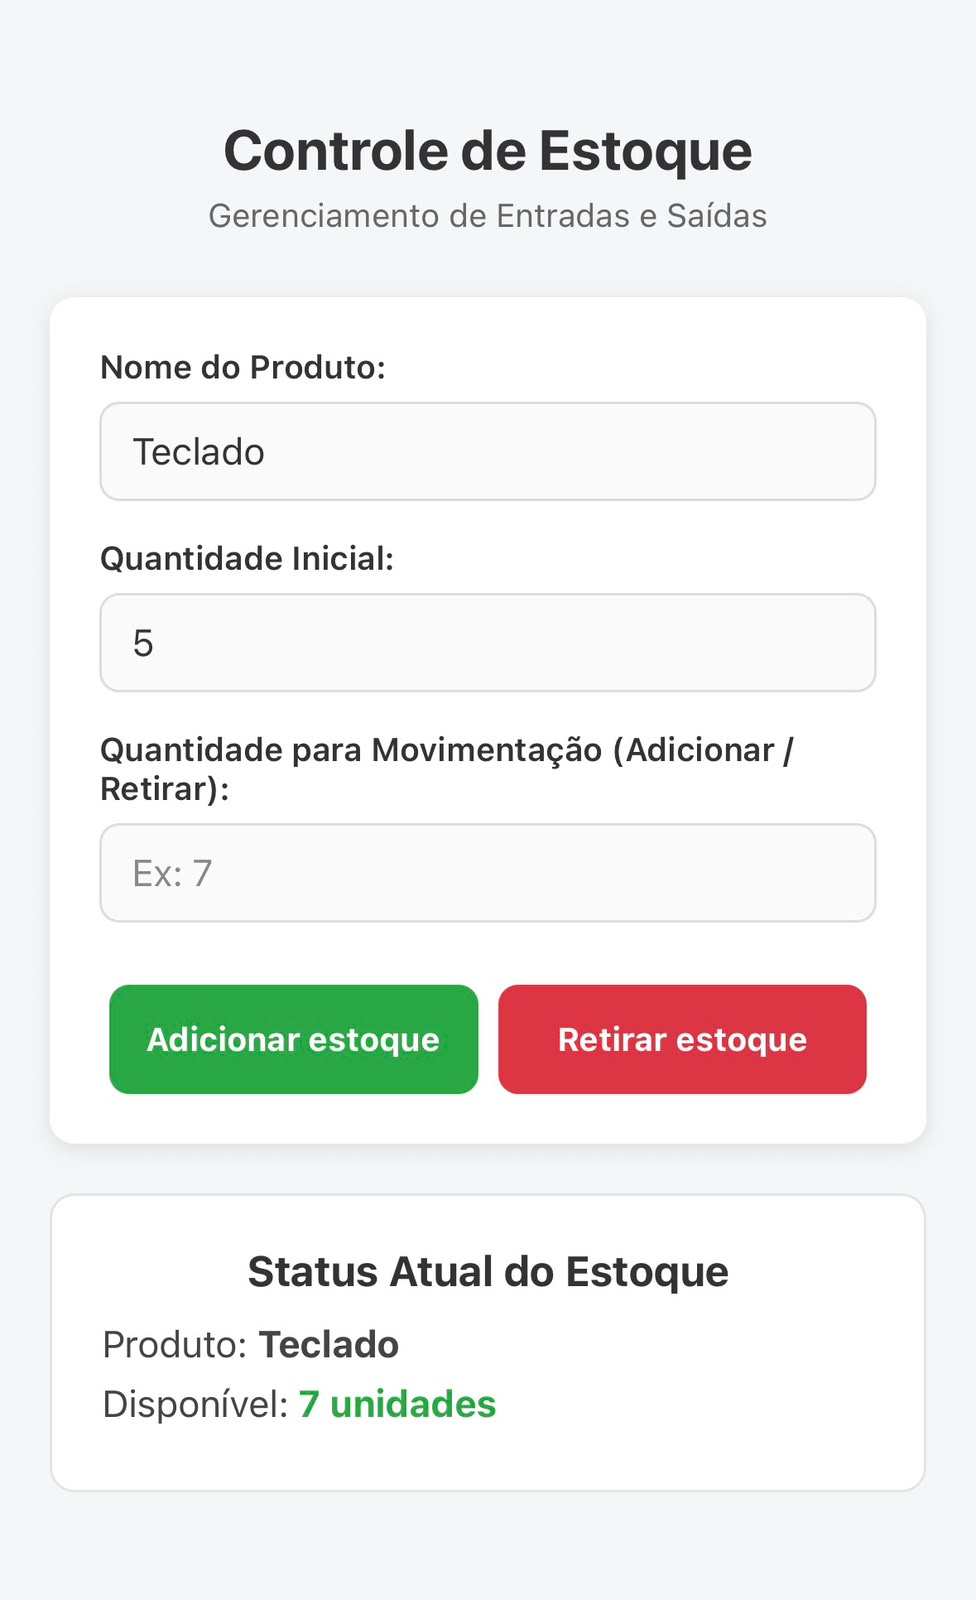 Controle de Estoque
Gerenciamento de Entradas e Saídas
Nome do Produto:
Teclado
Quantidade Inicial:
5
Quantidade para Movimentação (Adicionar /
Retirar):
Ex: 7
Adicionar estoque
Retirar estoque
Status Atual do Estoque
Produto: Teclado
Disponível: 7 unidades